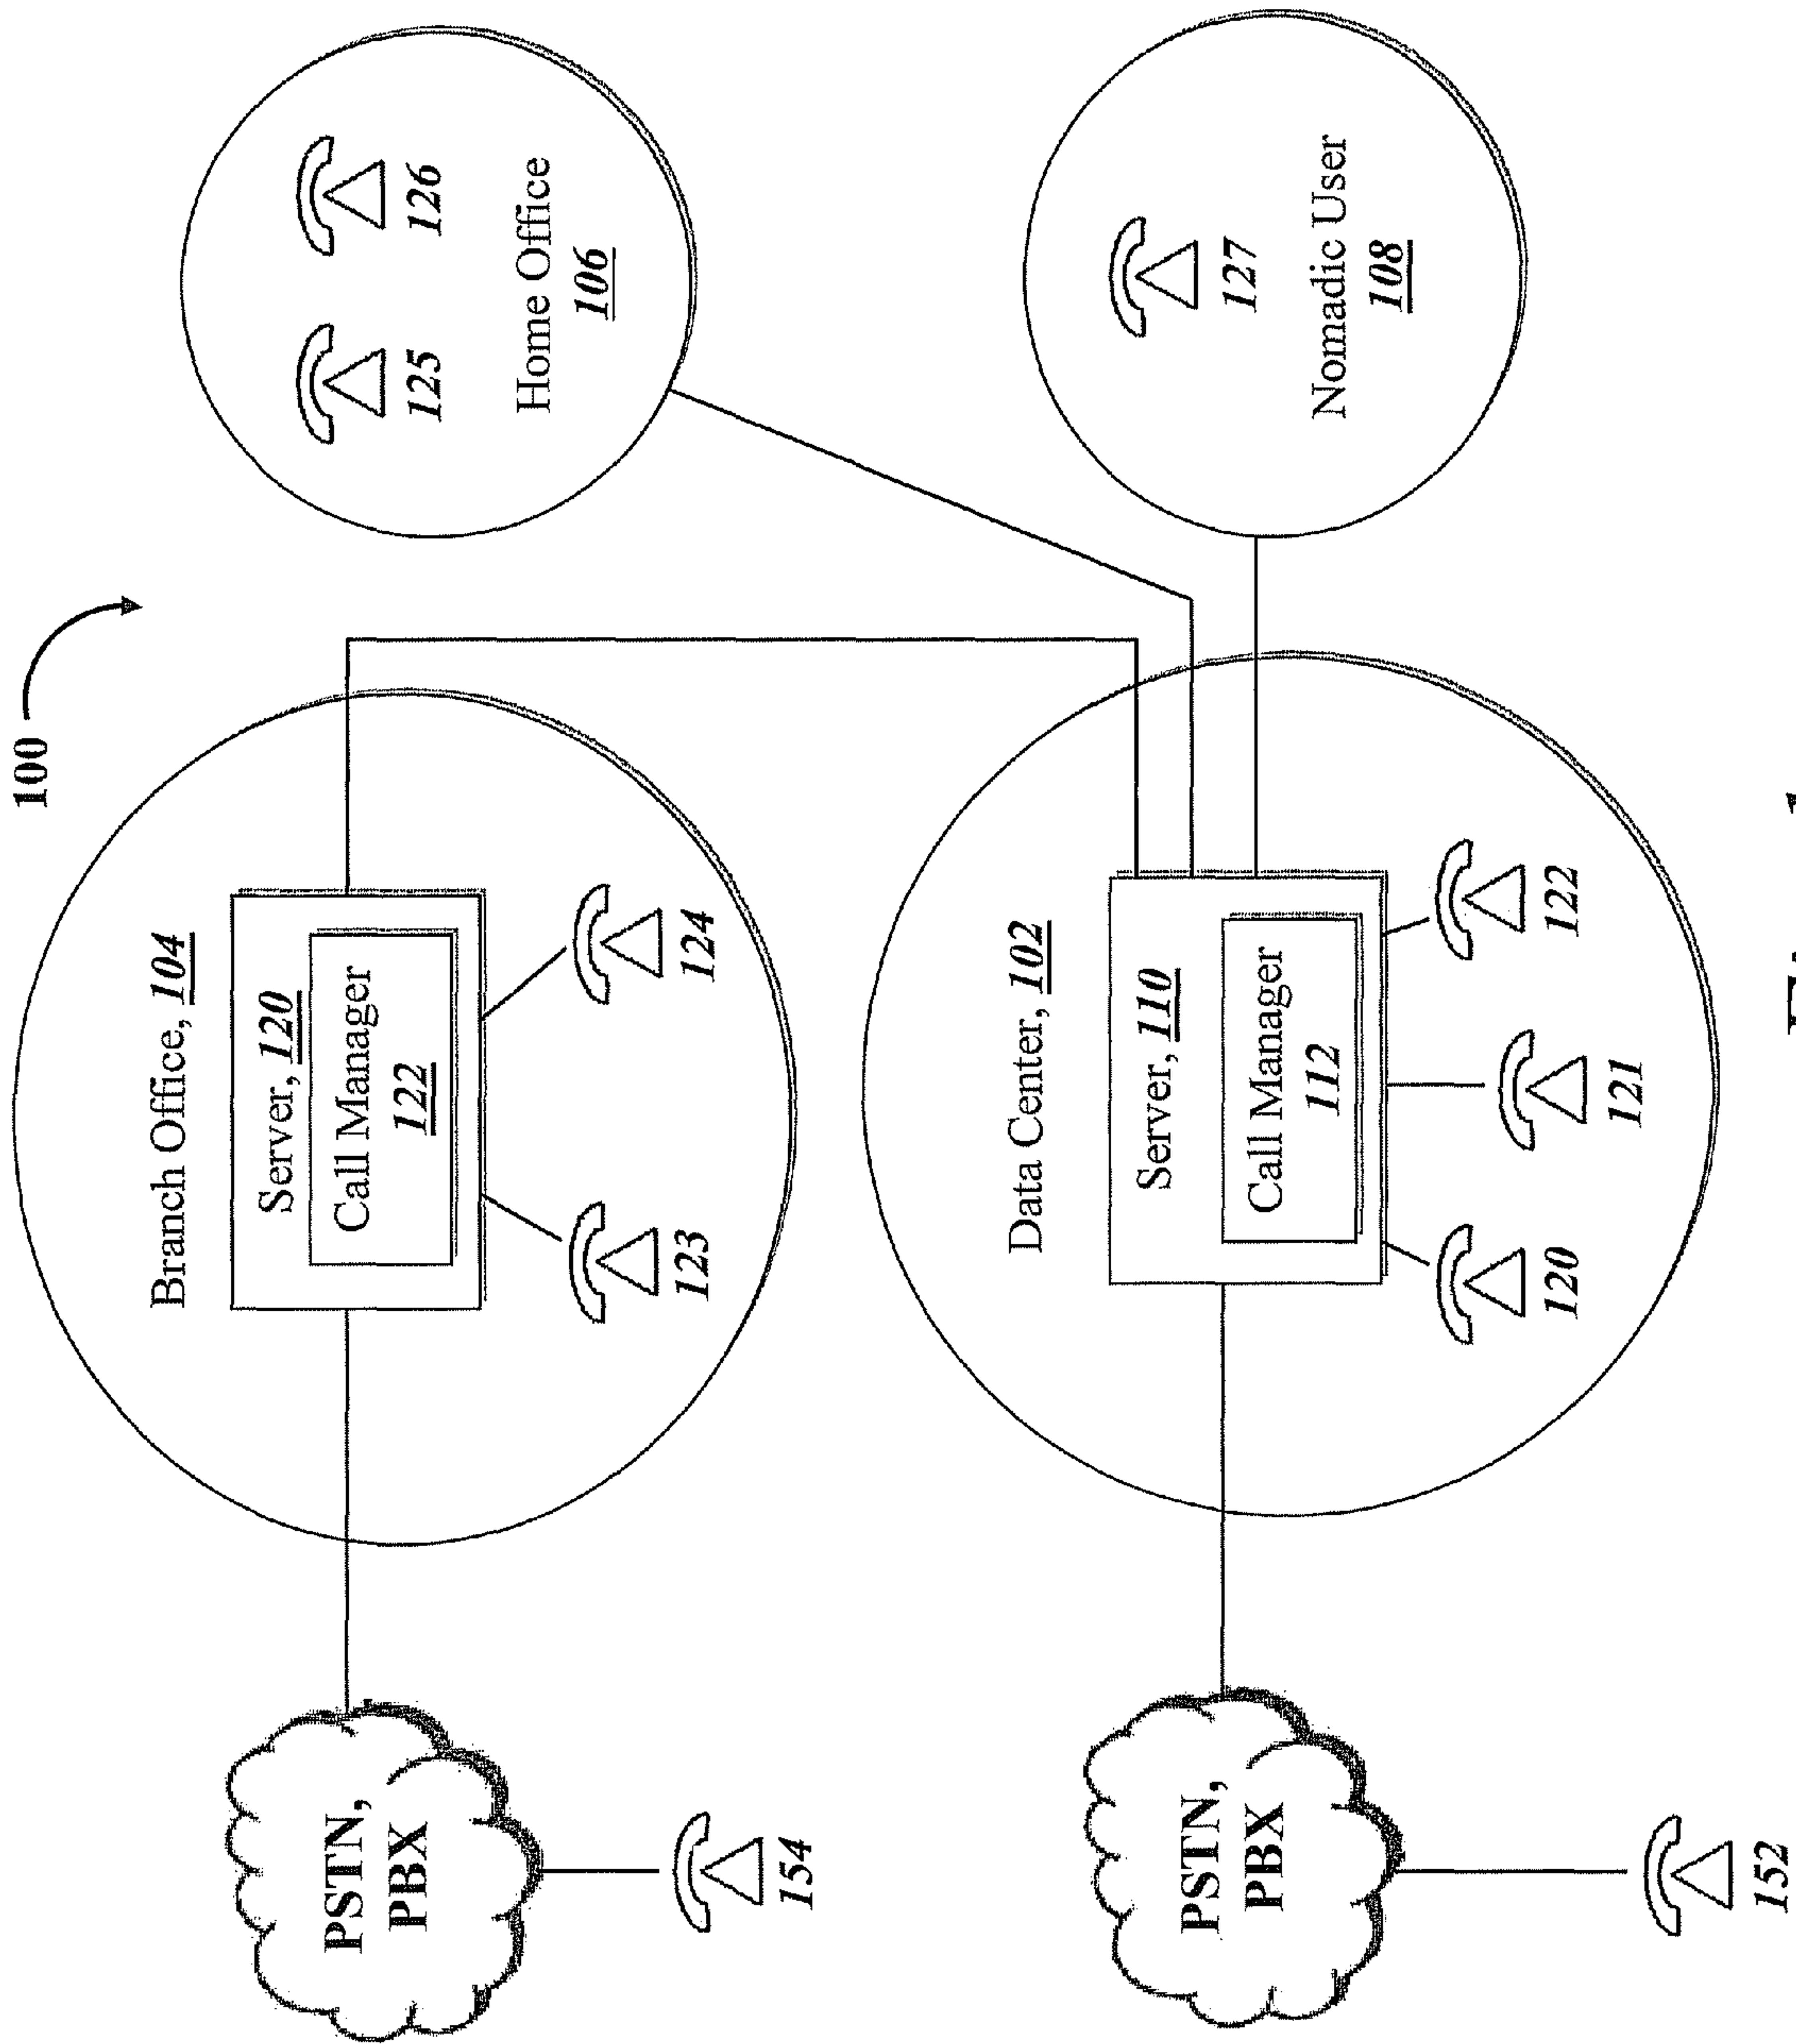 100
Branch Office, 104
Server, 120
Call Manager
122
123
124
PSTN,
PBX
154
125
126
Home Office
106
Data Center, 102
Server, 110
Call Manager
112
120
121
122
PSTN,
PBX
152
127
Nomadic User
108